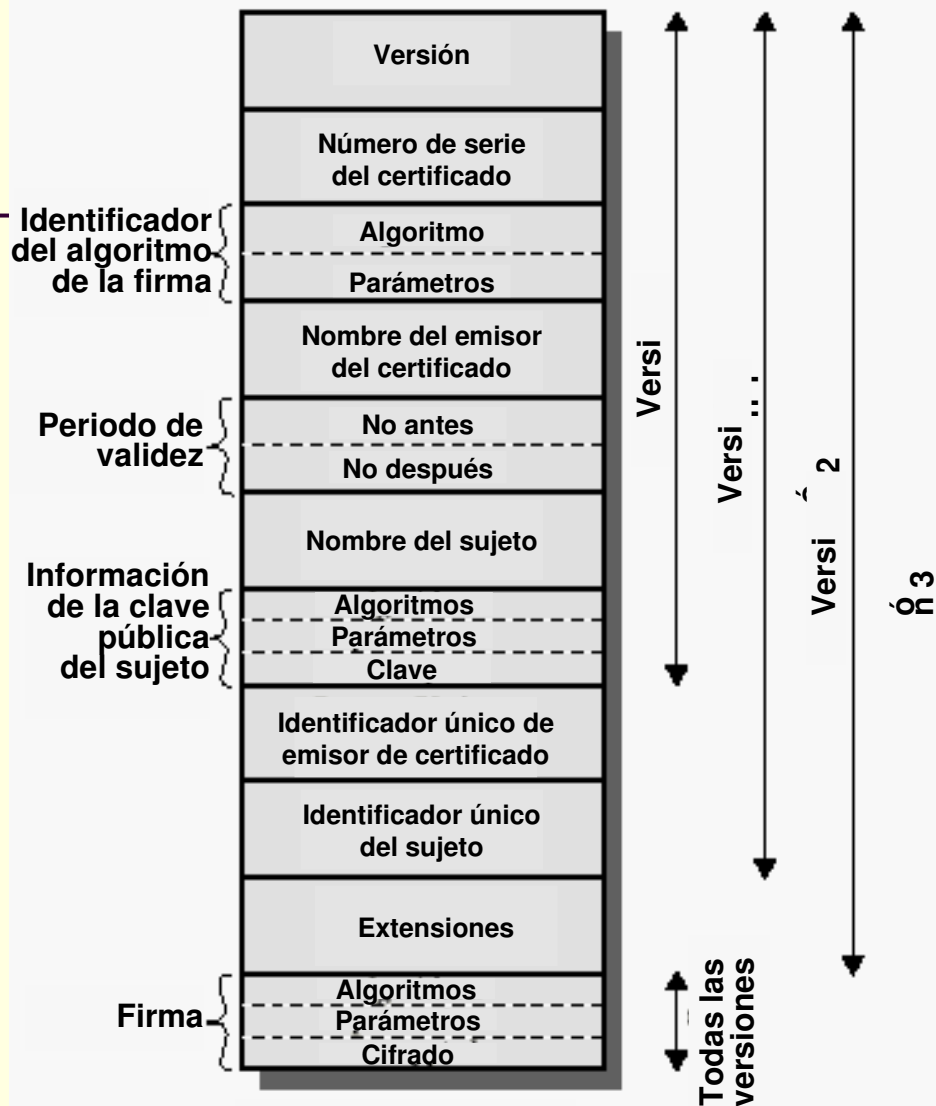 Versión
Número de serie
del certificado
Identificador
del algoritmo
de la firma
Algoritmo
Parámetros
Nombre del emisor
del certificado
Periodo de
validez
No antes
No después
Nombre del sujeto
Información
de la clave
pública
del sujeto
Algoritmos
Parámetros
Clave
Identificador único de
emisor de certificado
Identificador único
del sujeto
Extensiones
Firma
Algoritmos
Parámetros
Cifrado
Versi
Versi
Versi
2
ón 3
Todas las
versiones